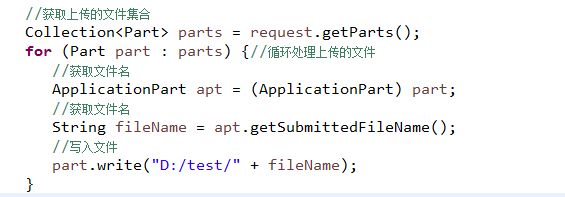 //获取上传的文件集合
Collection<Part> parts = request.getParts();
for (Part part : parts) {//循环处理上传的文件
//获取文件名
ApplicationPart apt = (ApplicationPart) part;
//获取文件名
String fileName = apt.getSubmittedFileName();
//写入文件
part.write("D:/test/" + fileName);
}